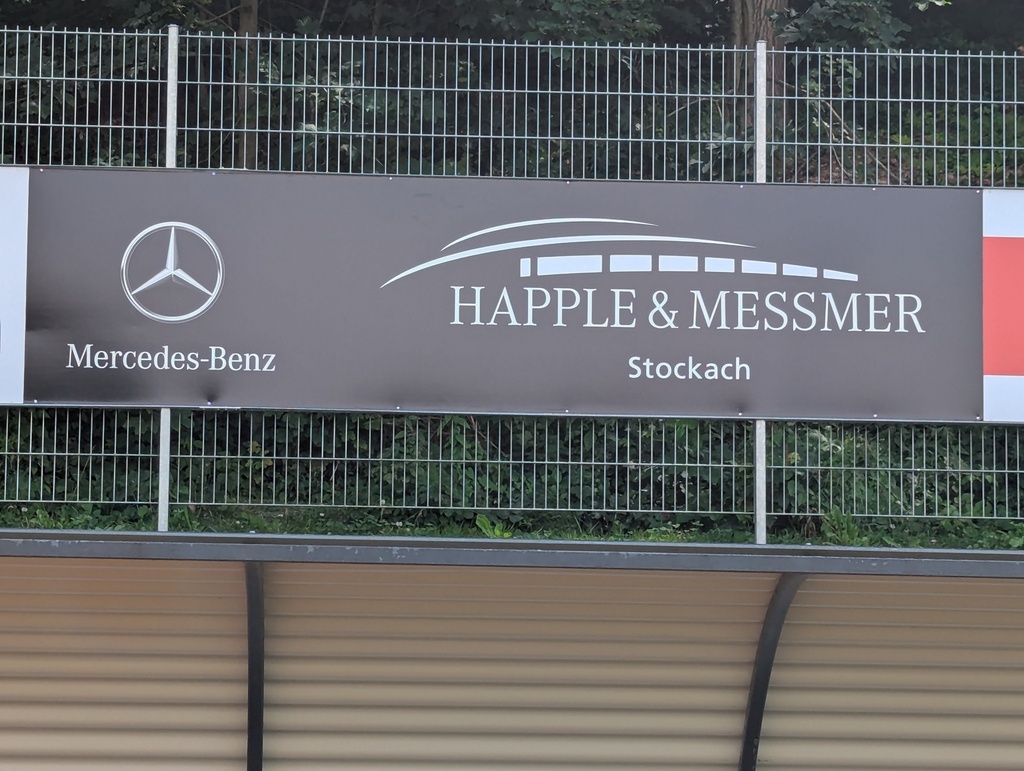 Mercedes-Benz
HAPPLE & MESSMER
Stockach